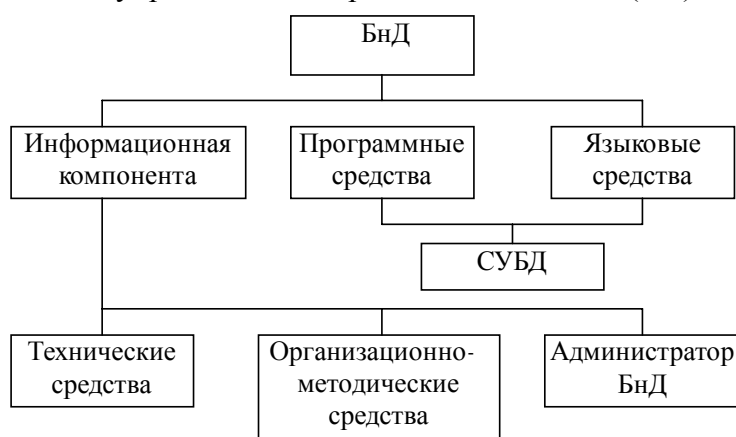 БнД
Информационная
компонента
Программные
средства
Языковые
средства
СУБД
Технические
средства
Организационно-
методические
средства
Администратор
БнД